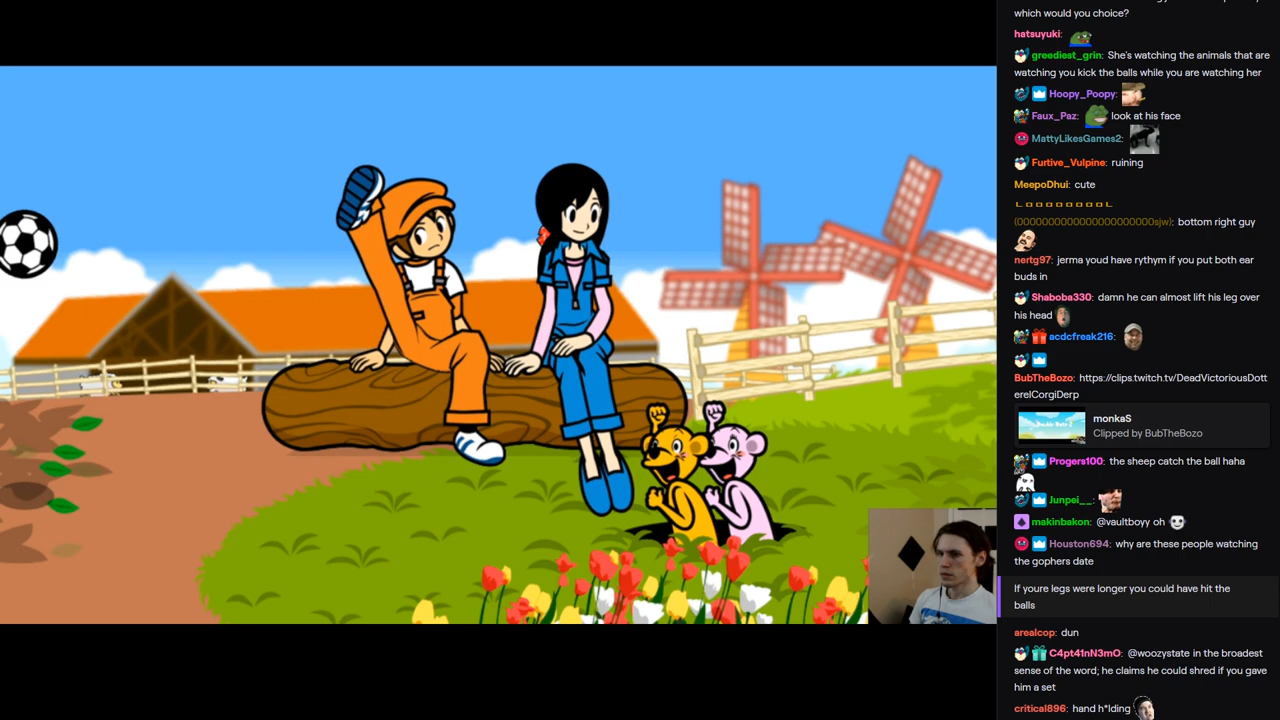 which would you choice?
hatsuyuki:
greediest_grin: She's watching the animals that are
watching you kick the balls while you are watching her
Hoopy_Poopy:
Faux_Paz: look at his face
MattyLikesGames2:
Furtive_Vulpine: ruining
MeepoDhui: cute
(0000000000000000000000sjw): bottom right guy
nertg97: jerma youd have rythym if you put both ear
buds in
Shaboba330: damn he can almost lift his leg over
his head
acdcfreak216:
BubTheBozo: https://clips.twitch.tv/DeadVictoriousDott
erelCorgiDerp
monkaS
Clipped by BubTheBozo
Progers100: the sheep catch the ball haha
Junpei__:
makinbakon: @vaultboyy oh
Houston694: why are these people watching
the gophers date
If youre legs were longer you could have hit the
balls
arealcop: dun
C4pt41nN3mO: @woozystate in the broadest
sense of the word; he claims he could shred if you gave
him a set
critical896: hand h*lding